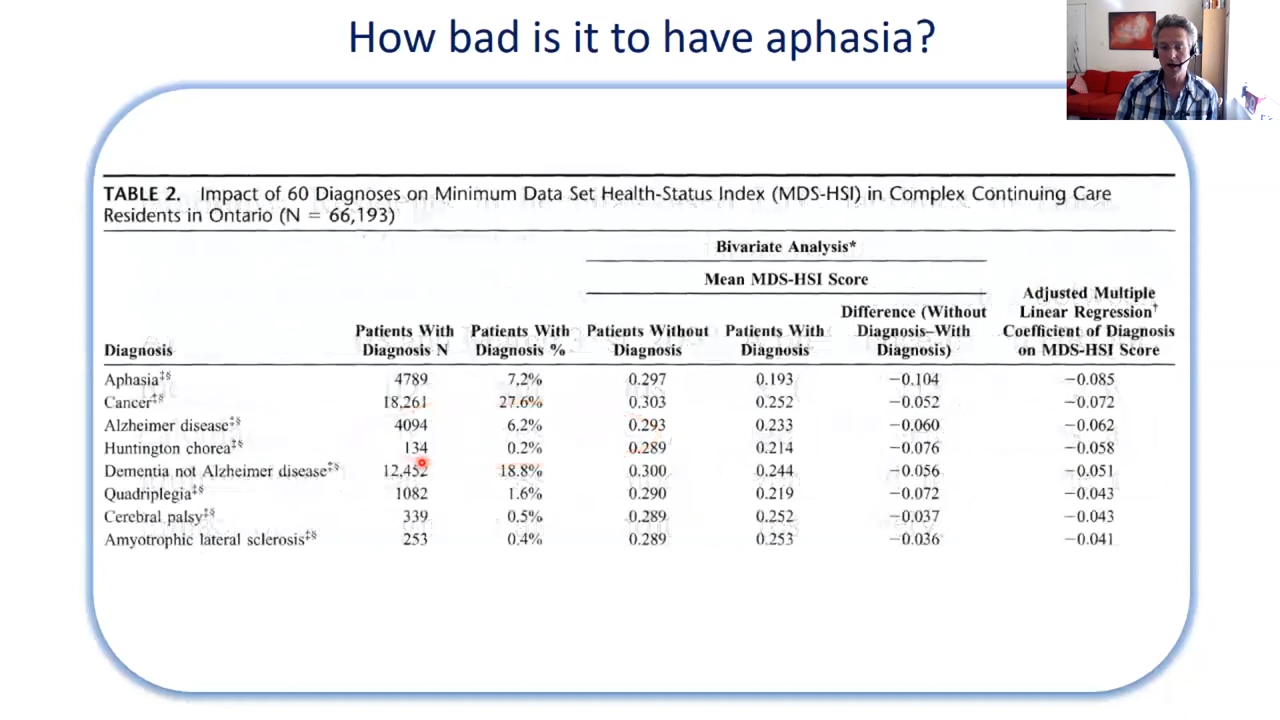 How bad is it to have aphasia?
TABLE 2. Impact of 60 Diagnoses on Minimum Data Set Health-Status Index (MDS-HSI) in Complex Continuing Care
Residents in Ontario (N = 66,193)
Bivariate Analysis*
Mean MDS-HSI Score
Diagnosis
Patients With
Diagnosis N
Patients With
Diagnosis %
Patients Without
Diagnosis
Patients With
Diagnosis
Difference (Without
Diagnosis–With
Diagnosis)
Adjusted Multiple
Linear Regression†
Coefficient of Diagnosis
on MDS-HSI Score
Aphasia‡§ 4789 7.2% 0.297 0.193 −0.104 −0.085
Cancer‡§ 18,261 27.6% 0.303 0.252 −0.052 −0.072
Alzheimer disease‡§ 4094 6.2% 0.293 0.233 −0.060 −0.062
Huntington chorea‡§ 134 0.2% 0.289 0.214 −0.076 −0.058
Dementia not Alzheimer disease‡§ 12,452 18.8% 0.300 0.244 −0.056 −0.051
Quadriplegia‡§ 1082 1.6% 0.290 0.219 −0.072 −0.043
Cerebral palsy‡§ 339 0.5% 0.289 0.252 −0.037 −0.043
Amyotrophic lateral sclerosis‡§ 253 0.4% 0.289 0.253 −0.036 −0.041